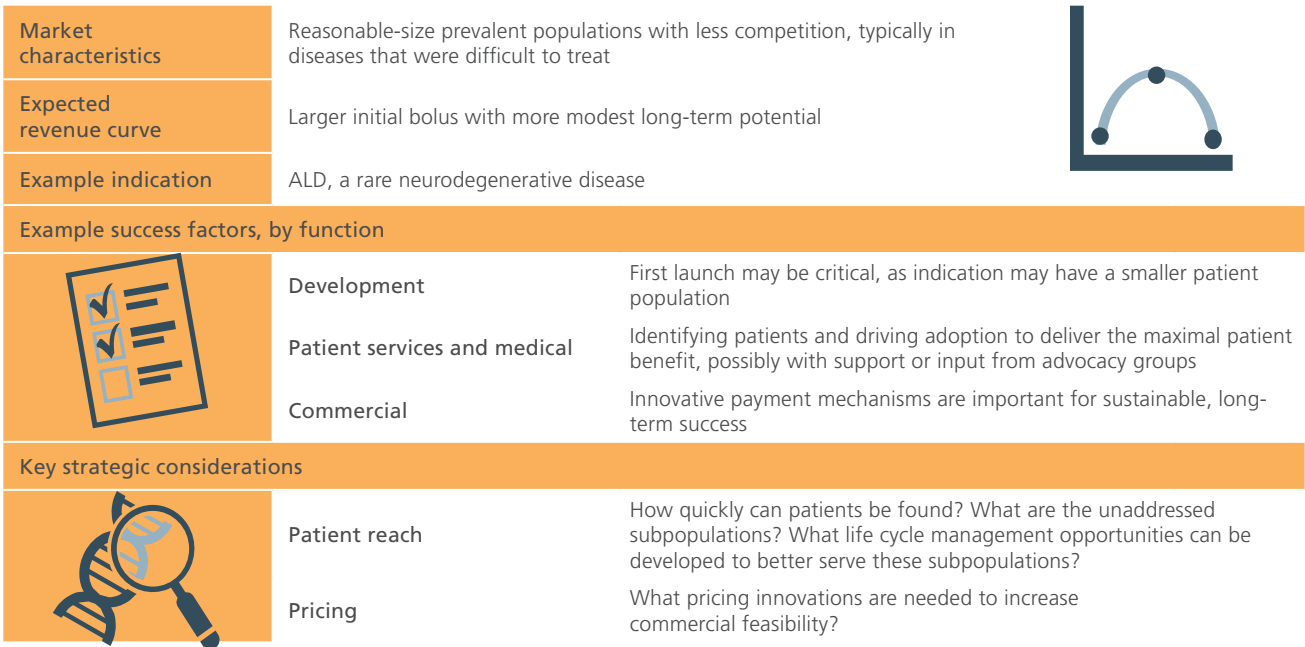 Market
characteristics
Reasonable-size prevalent populations with less competition, typically in
diseases that were difficult to treat
Expected
revenue curve
Larger initial bolus with more modest long-term potential
Example indication
ALD, a rare neurodegenerative disease
Example success factors, by function
Development
First launch may be critical, as indication may have a smaller patient
population
Patient services and medical
Identifying patients and driving adoption to deliver the maximal patient
benefit, possibly with support or input from advocacy groups
Commercial
Innovative payment mechanisms are important for sustainable, long-
term success
Key strategic considerations
Patient reach
How quickly can patients be found? What are the unaddressed
subpopulations? What life cycle management opportunities can be
developed to better serve these subpopulations?
Pricing
What pricing innovations are needed to increase
commercial feasibility?